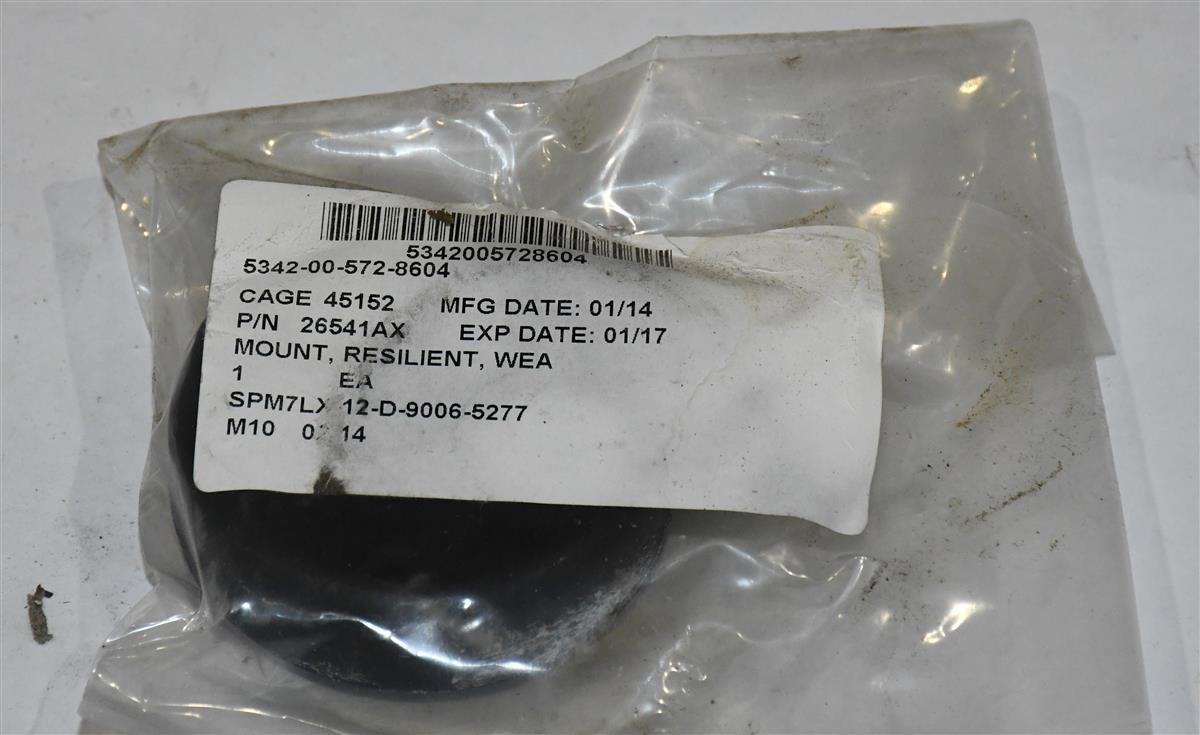 5342005728604
5342-00-572-8604
CAGE 45152 MFG DATE: 01/14
P/N 26541AX EXP DATE: 01/17
MOUNT, RESILIENT, WEA
1 EA
SPM7LX 12-D-9006-5277
M10 14